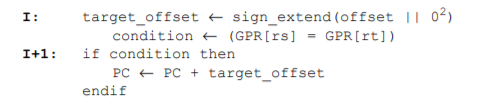 I: target_offset ← sign_extend(offset || 0²)
condition ← (GPR[rs] = GPR[rt])
I+1: if condition then
PC ← PC + target_offset
endif